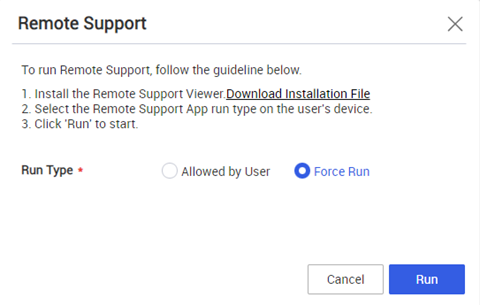 Remote Support
To run Remote Support, follow the guideline below.
1. Install the Remote Support Viewer.Download Installation File
2. Select the Remote Support App run type on the user's device.
3. Click 'Run' to start.
Run Type * Allowed by User Force Run
Cancel Run